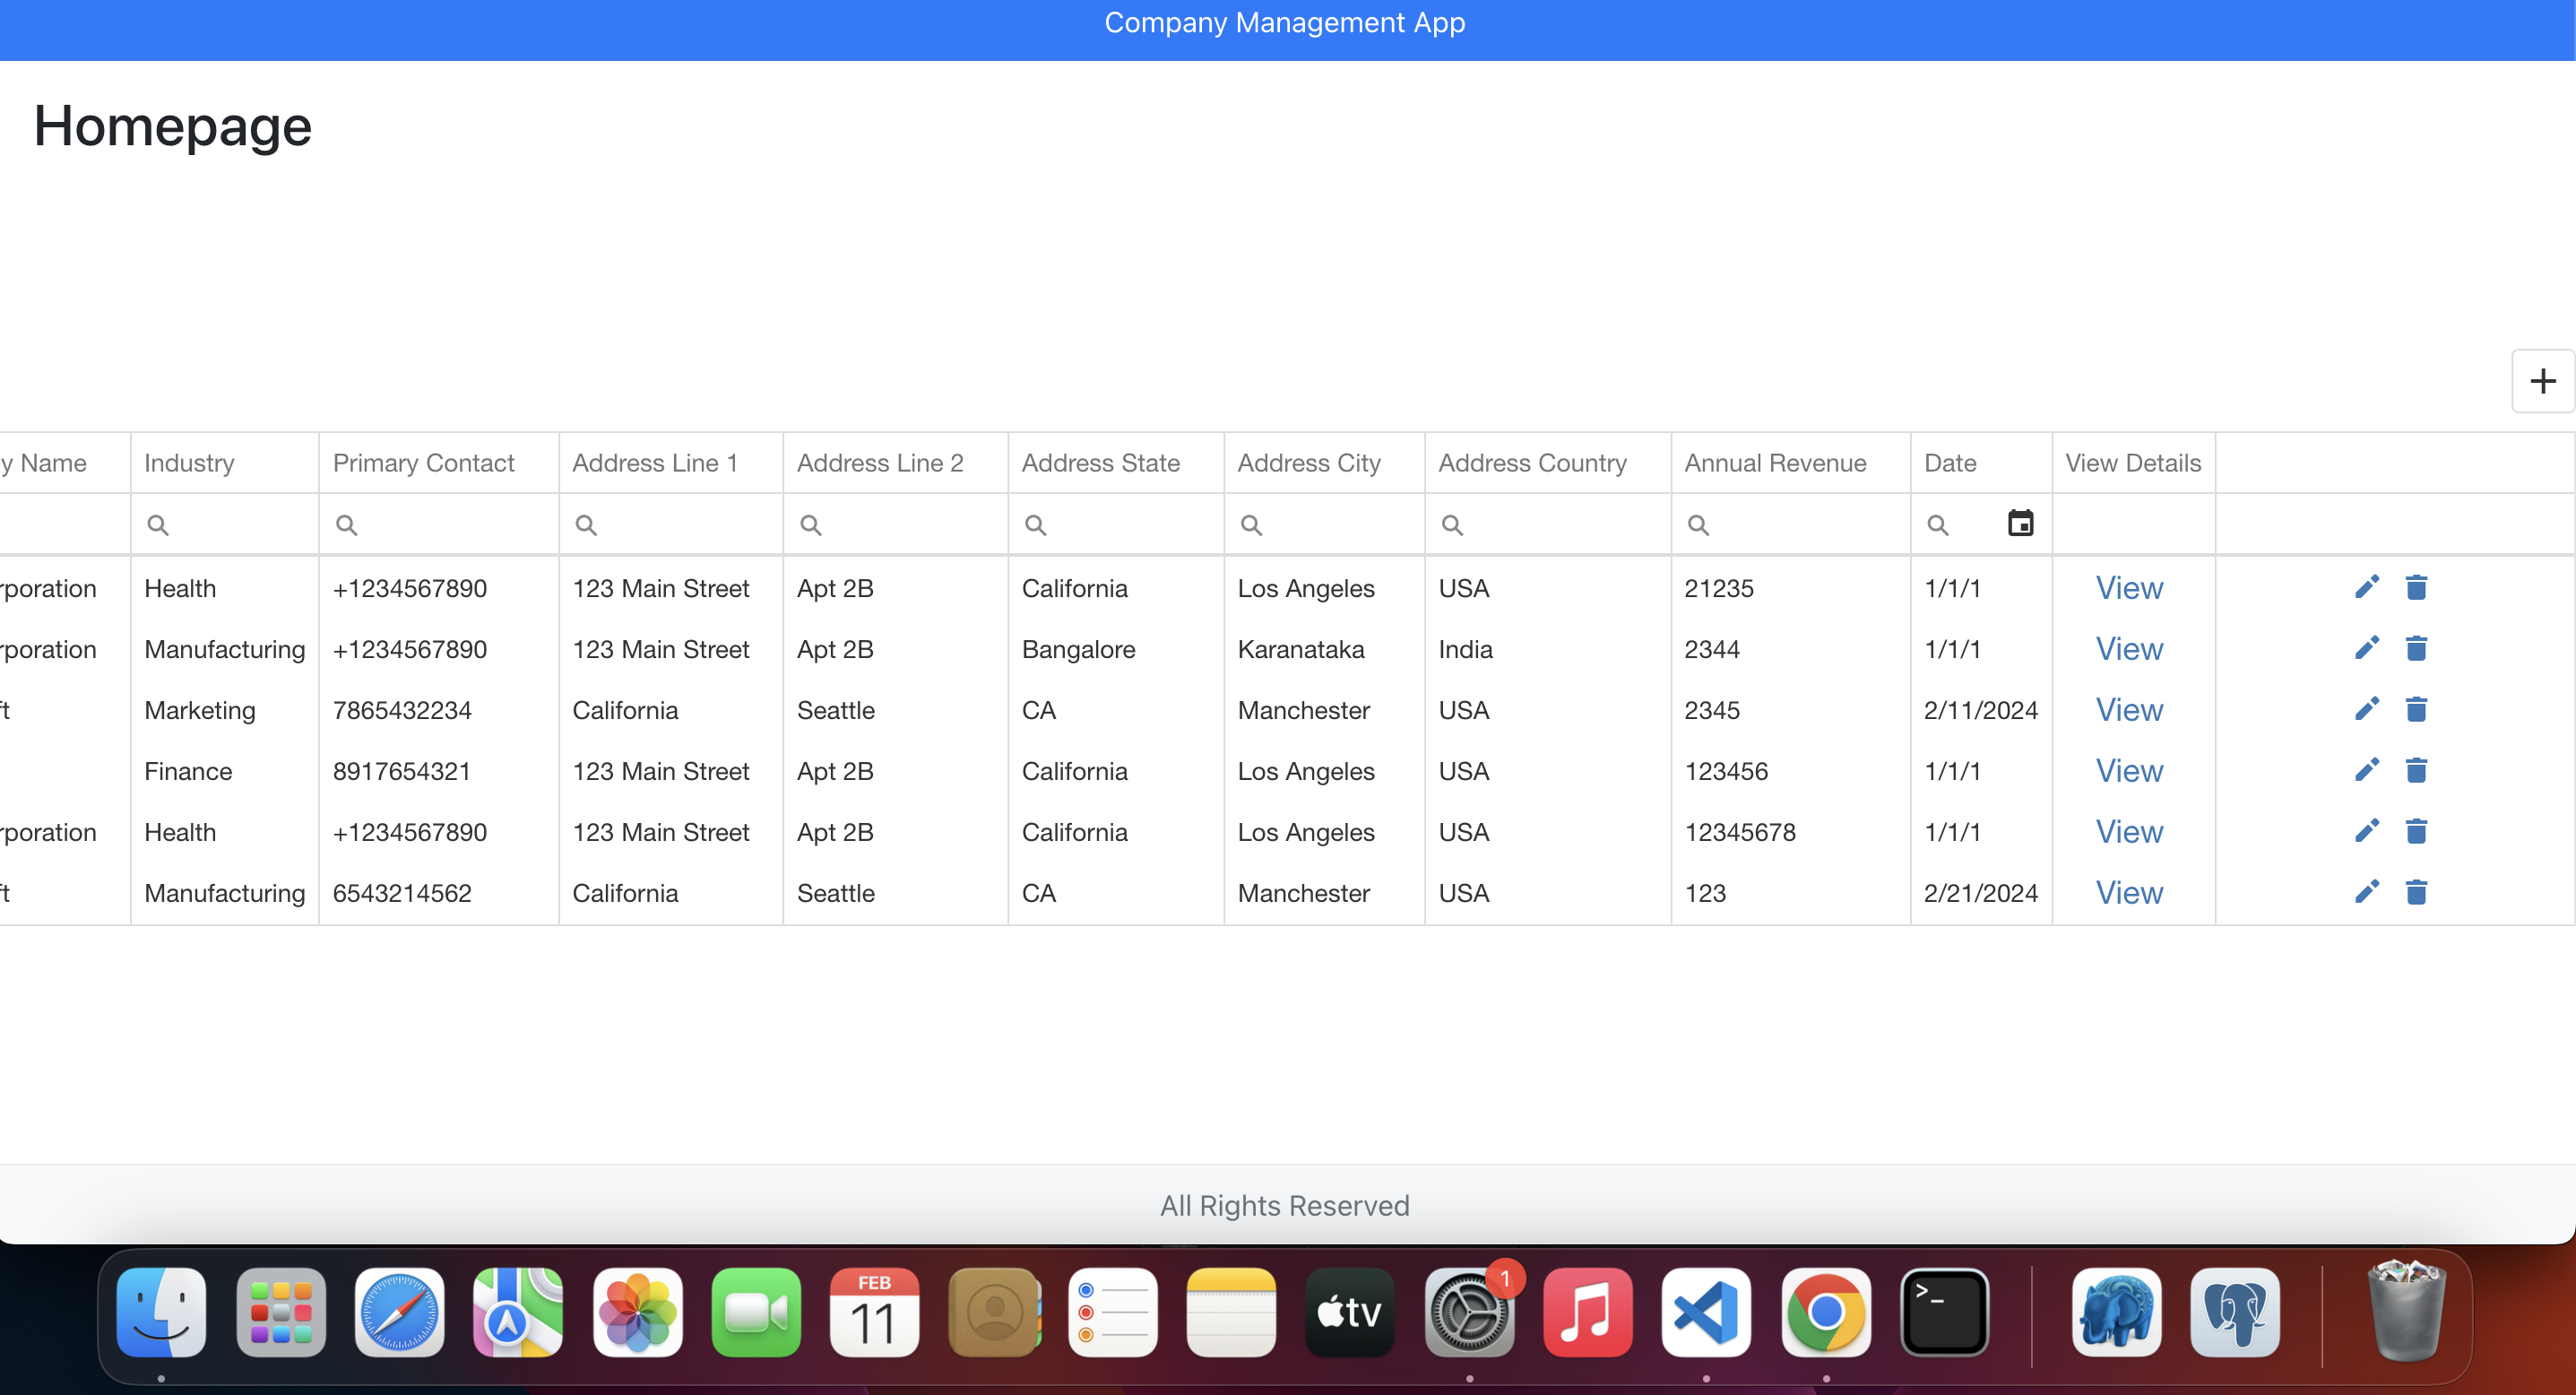 Company Management App
Homepage
+
y Name Industry Primary Contact Address Line 1 Address Line 2 Address State Address City Address Country Annual Revenue Date View Details
rporation Health +1234567890 123 Main Street Apt 2B California Los Angeles USA 21235 1/1/1 View
rporation Manufacturing +1234567890 123 Main Street Apt 2B Bangalore Karanataka India 2344 1/1/1 View
ft Marketing 7865432234 California Seattle CA Manchester USA 2345 2/11/2024 View
Finance 8917654321 123 Main Street Apt 2B California Los Angeles USA 123456 1/1/1 View
rporation Health +1234567890 123 Main Street Apt 2B California Los Angeles USA 12345678 1/1/1 View
ft Manufacturing 6543214562 California Seattle CA Manchester USA 123 2/21/2024 View
All Rights Reserved
FEB 1
11 tv >_